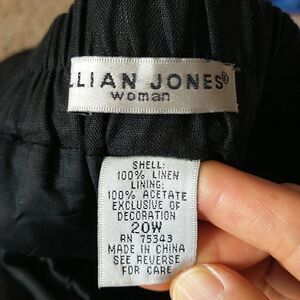 LLIAN JONES®
woman
SHELL:
100% LINEN
LINING:
100% ACETATE
EXCLUSIVE OF
DECORATION
20W
RN 75343
MADE IN CHINA
SEE REVERSE
FOR CARE